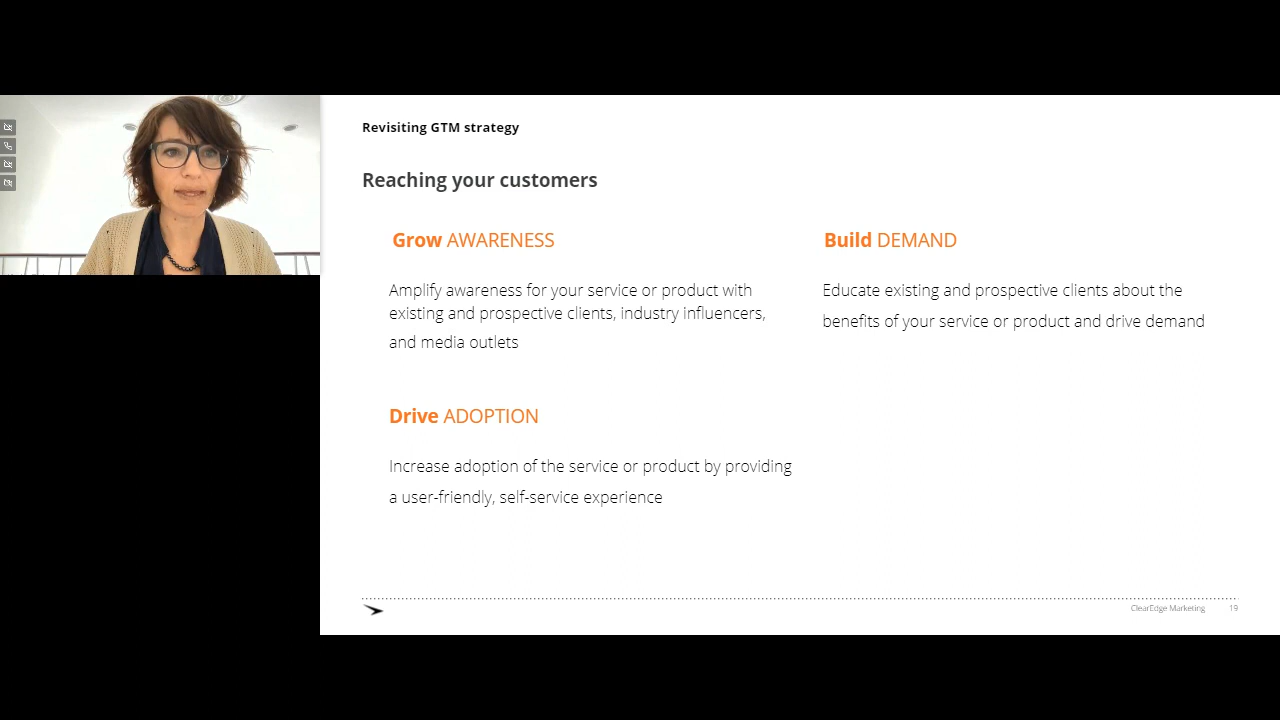 Revisiting GTM strategy
Reaching your customers
Grow AWARENESS
Amplify awareness for your service or product with
existing and prospective clients, industry influencers,
and media outlets
Build DEMAND
Educate existing and prospective clients about the
benefits of your service or product and drive demand
Drive ADOPTION
Increase adoption of the service or product by providing
a user-friendly, self-service experience
ClearEdge Marketing 19